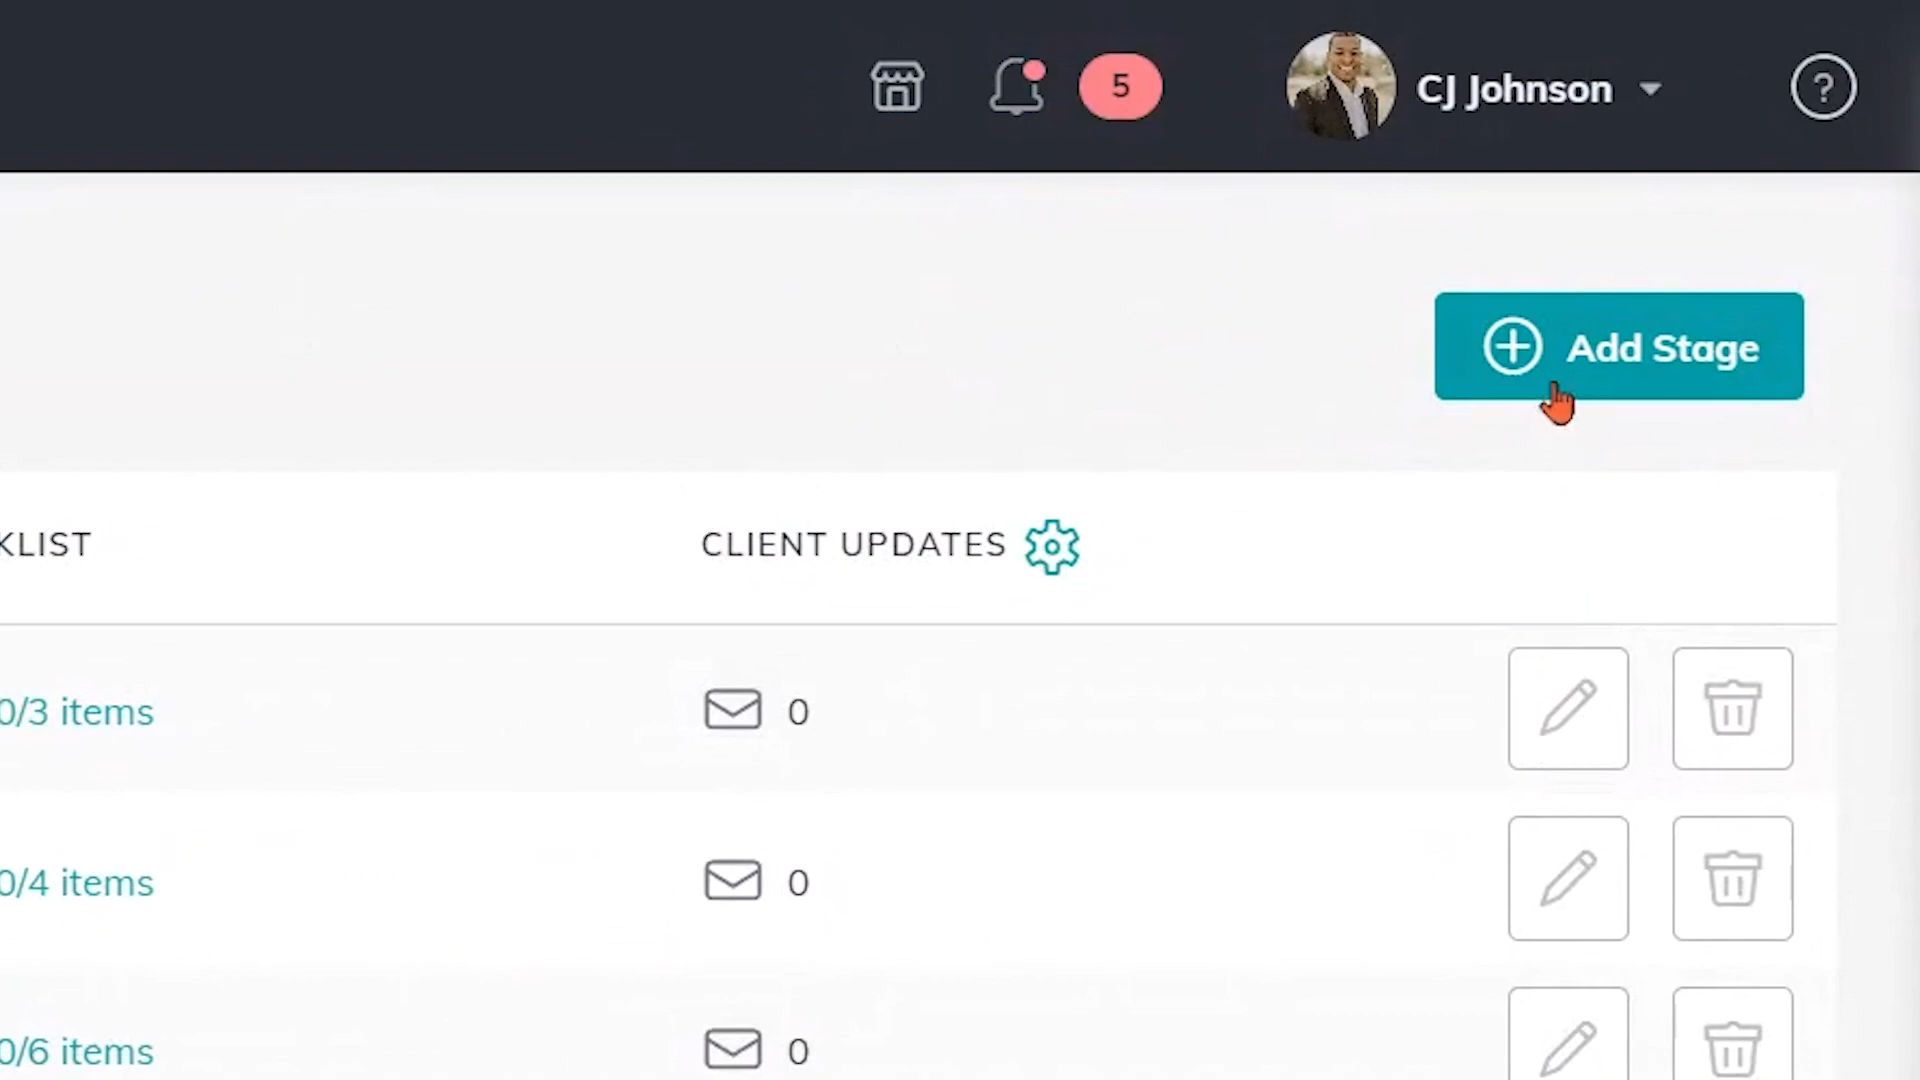 5
CJ Johnson
?
Add Stage
KLIST
CLIENT UPDATES
0/3 items
0
0/4 items
0
0/6 items
0